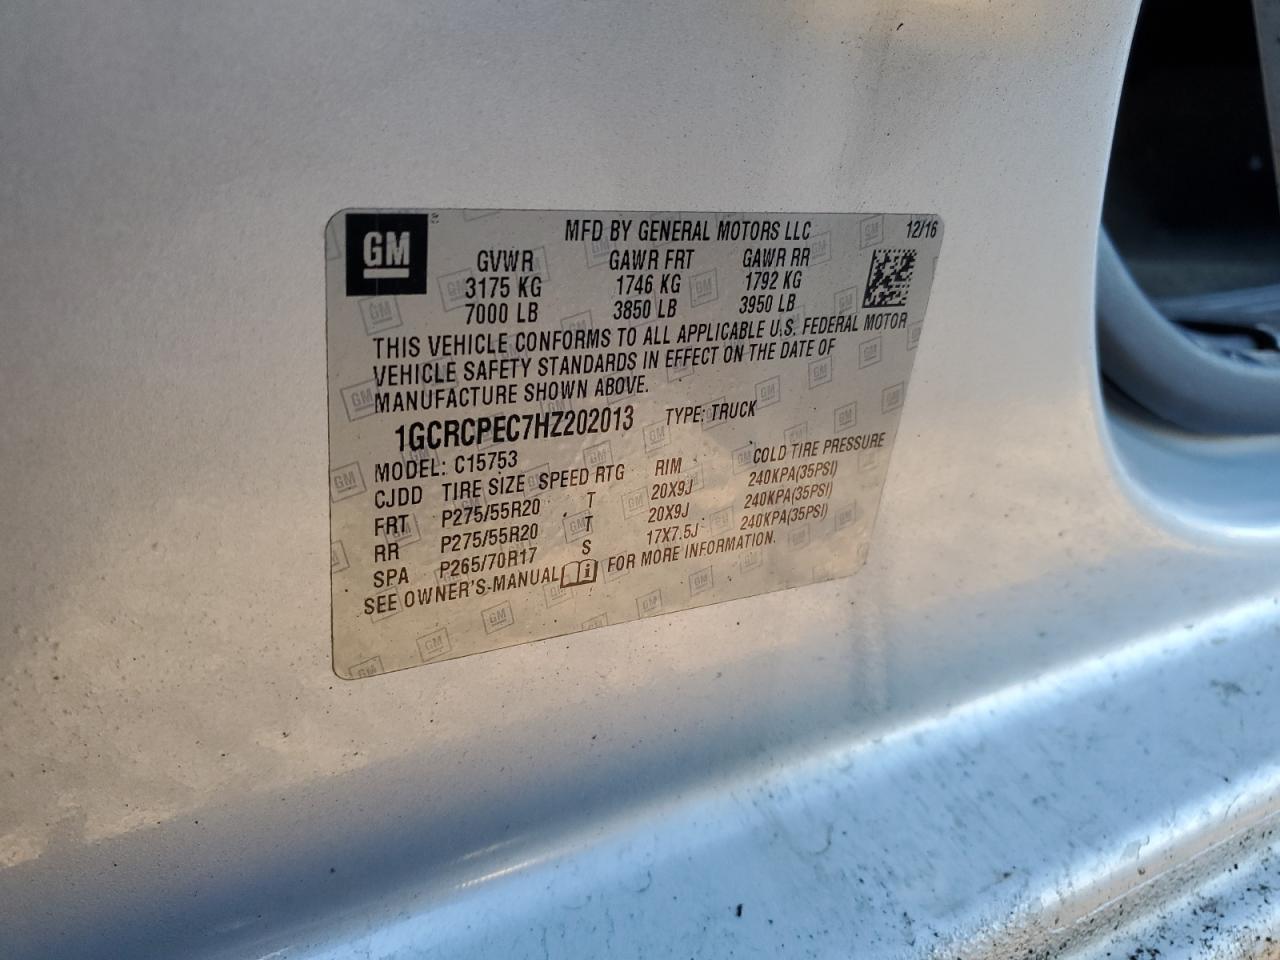 GM
MFD BY GENERAL MOTORS LLC 12/16
GVWR GAWR FRT GAWR RR
3175 KG 1746 KG 1792 KG
7000 LB 3850 LB 3950 LB
THIS VEHICLE CONFORMS TO ALL APPLICABLE U.S. FEDERAL MOTOR
VEHICLE SAFETY STANDARDS IN EFFECT ON THE DATE OF
MANUFACTURE SHOWN ABOVE.
1GCRCPEC7HZ202013 TYPE: TRUCK
MODEL: C15753
CJDD TIRE SIZE SPEED RTG RIM COLD TIRE PRESSURE
FRT P275/55R20 T 20X9J 240KPA(35PSI)
RR P275/55R20 T 20X9J 240KPA(35PSI)
SPA P265/70R17 S 17X7.5J 240KPA(35PSI)
SEE OWNER'S-MANUAL i FOR MORE INFORMATION.